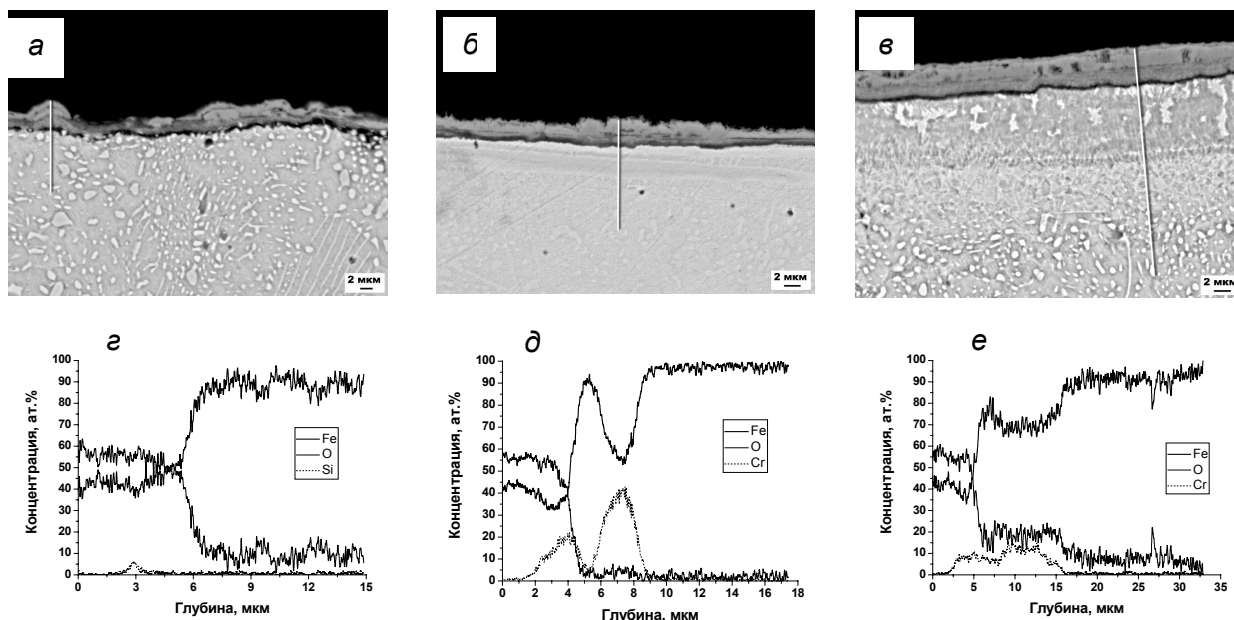 а
б
в
2 мкм
2 мкм
2 мкм
г
д
е
100
90
80
70
60
50
40
30
20
10
0
Концентрация, ат.%
Fe
O
Si
0 3 6 9 12 15
Глубина, мкм
100
90
80
70
60
50
40
30
20
10
0
Концентрация, ат.%
Fe
O
Cr
0 2 4 6 8 10 12 14 16 18
Глубина, мкм
100
90
80
70
60
50
40
30
20
10
0
Концентрация, ат.%
Fe
O
Cr
0 5 10 15 20 25 30 35
Глубина, мкм